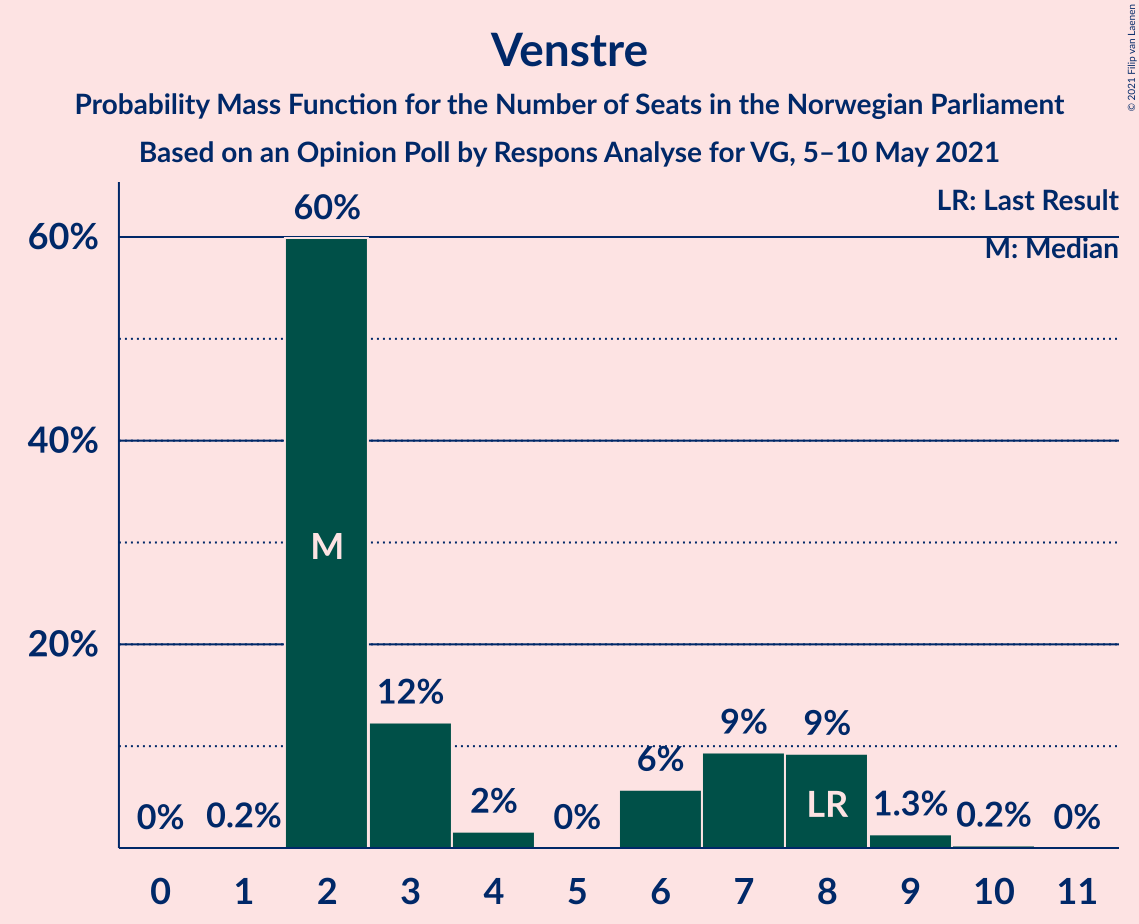 Venstre
Probability Mass Function for the Number of Seats in the Norwegian Parliament
Based on an Opinion Poll by Respons Analyse for VG, 5–10 May 2021
© 2021 Filip van Laenen
LR: Last Result
M: Median
60%
40%
20%
0%
0.2%
60%
12%
2%
0%
6%
9%
9%
1.3%
0.2%
0%
M
LR
0 1 2 3 4 5 6 7 8 9 10 11